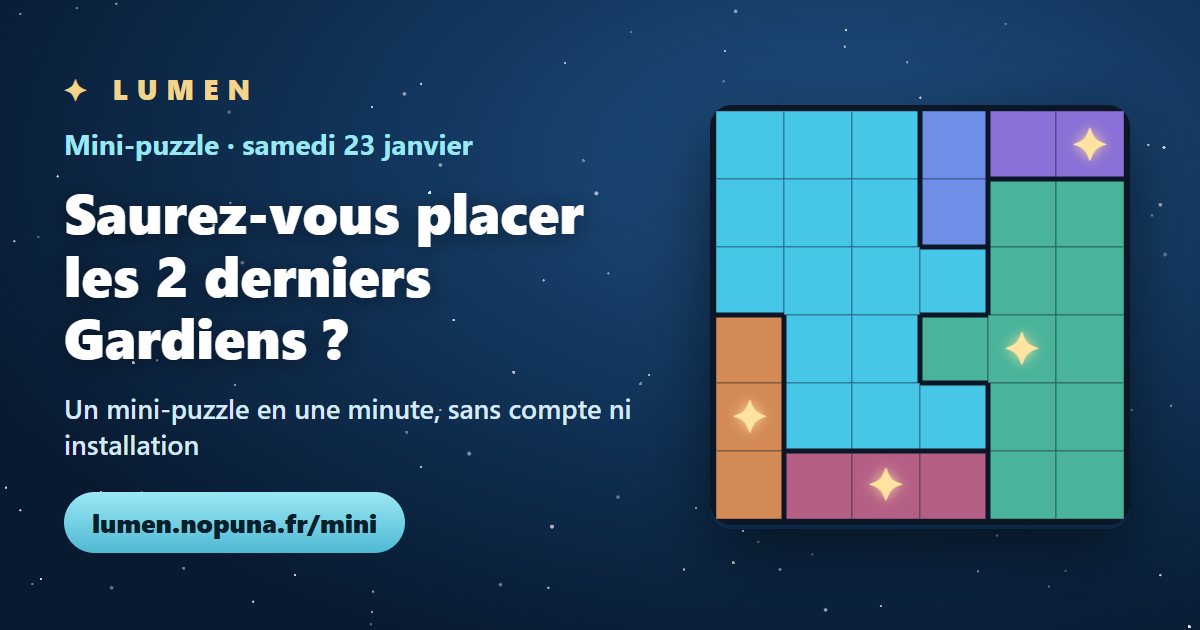 LUMEN
Mini-puzzle · samedi 23 janvier
Saurez-vous placer
les 2 derniers
Gardiens ?
Un mini-puzzle en une minute, sans compte ni
installation
lumen.nopuna.fr/mini